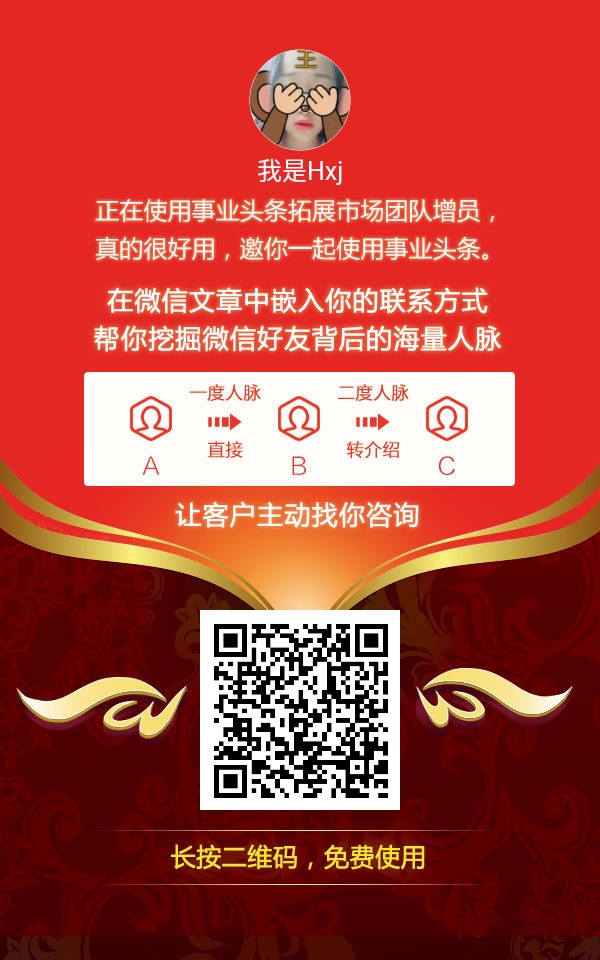 王
我是Hxj
正在使用事业头条拓展市场团队增员，
真的很好用，邀你一起使用事业头条。
在微信文章中嵌入你的联系方式
帮你挖掘微信好友背后的海量人脉
一度人脉
二度人脉
直接
转介绍
A
B
C
让客户主动找你咨询
长按二维码，免费使用